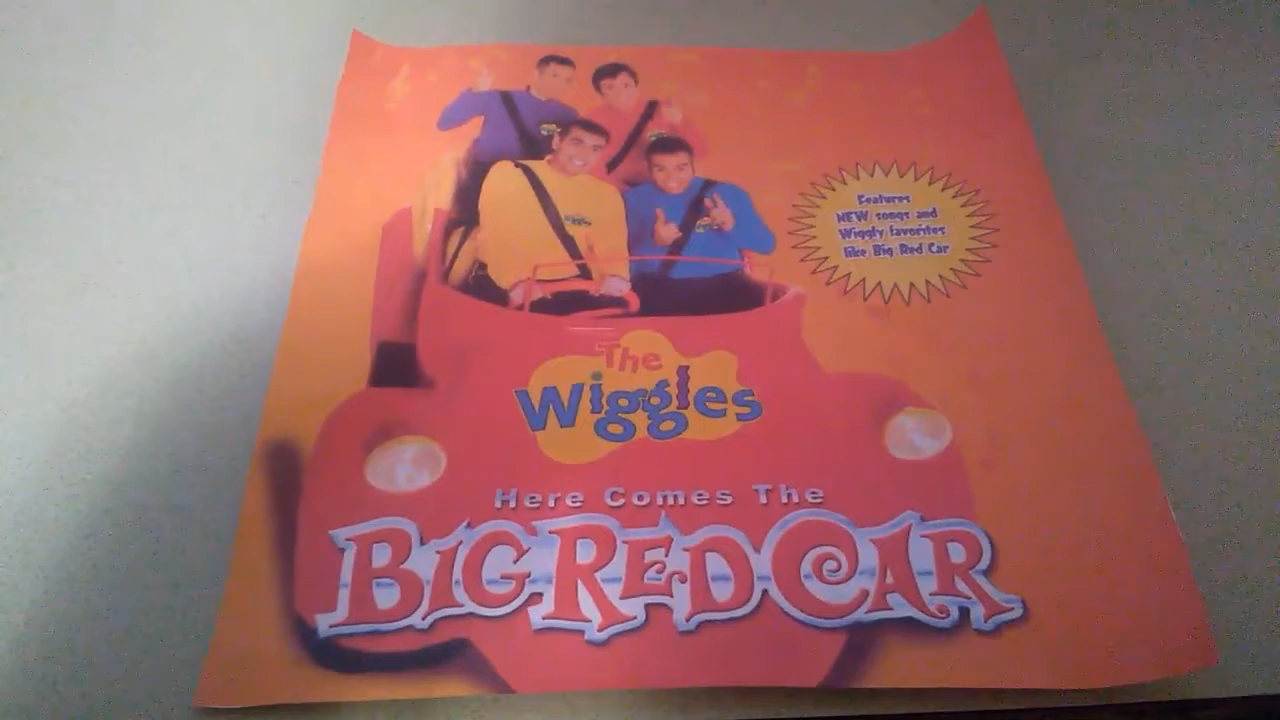 Features
NEW songs and
Wiggly favorites
like Big Red Car
The
Wiggles
Here Comes The
BIG RED CAR